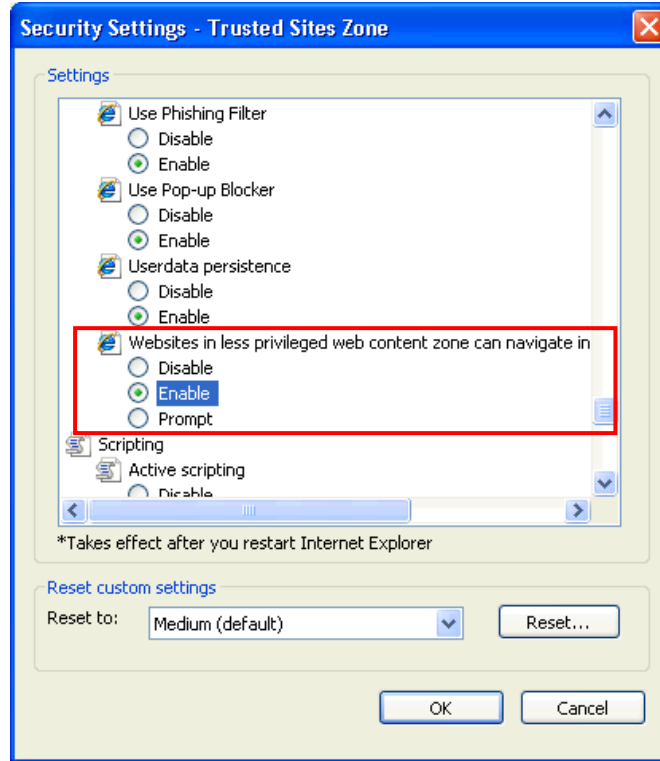 Security Settings - Trusted Sites Zone
Settings
Use Phishing Filter
Disable
Enable
Use Pop-up Blocker
Disable
Enable
Userdata persistence
Disable
Enable
Websites in less privileged web content zone can navigate in
Disable
Enable
Prompt
Scripting
Active scripting
Disable
*Takes effect after you restart Internet Explorer
Reset custom settings
Reset to: Medium (default) Reset...
OK Cancel